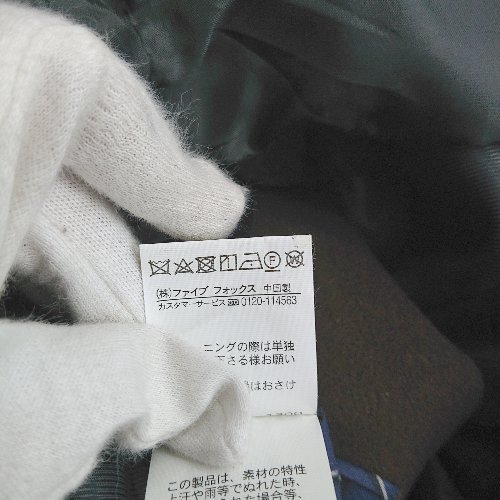 (株)ファイブ フォックス 中国製
カスタマーサービス 0120-114563
ニングの際は単独
下さる様お願い
はおさけ
この製品は、素材の特性
上汗や雨等でぬれた時、